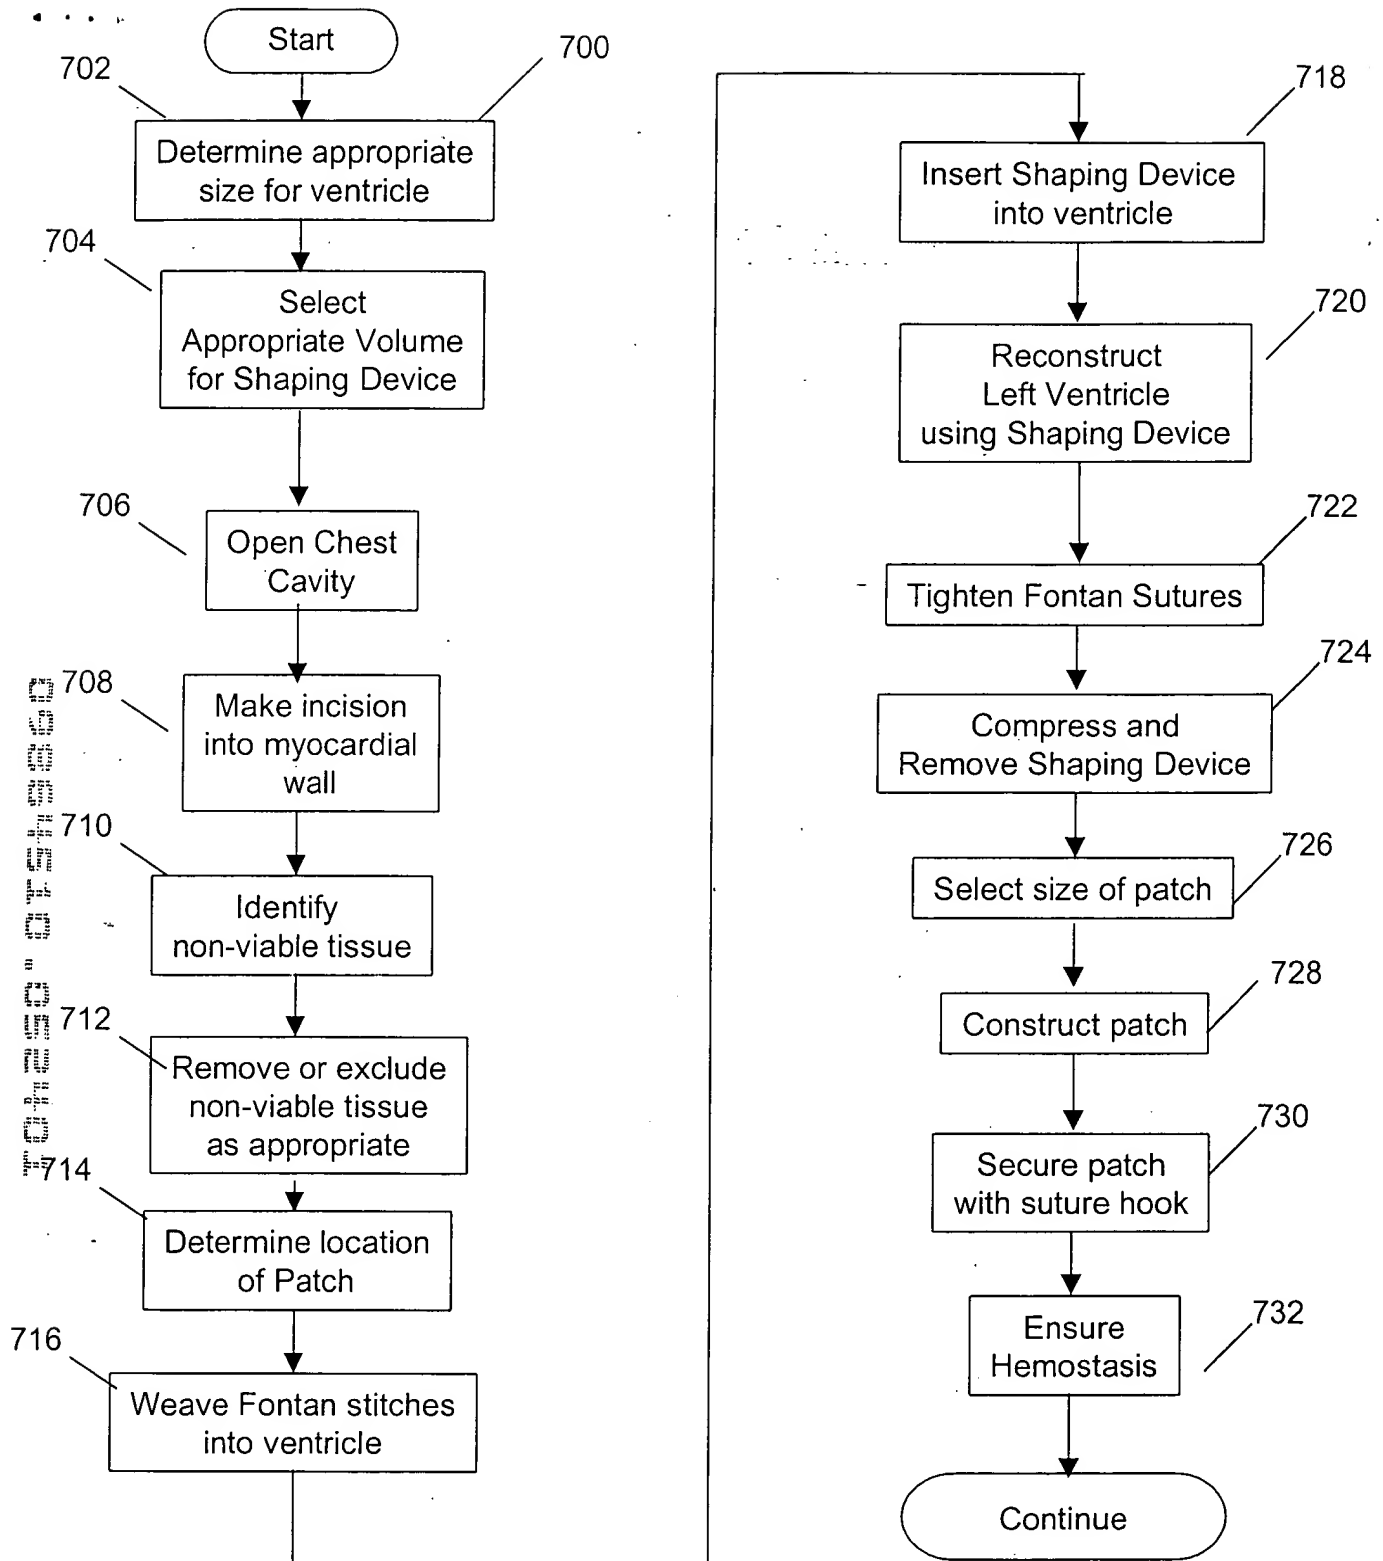 Start
700
702
Determine appropriate
size for ventricle
704
Select
Appropriate Volume
for Shaping Device
706
Open Chest
Cavity
708
Make incision
into myocardial
wall
710
Identify
non-viable tissue
712
Remove or exclude
non-viable tissue
as appropriate
714
Determine location
of Patch
716
Weave Fontan stitches
into ventricle
718
Insert Shaping Device
into ventricle
720
Reconstruct
Left Ventricle
using Shaping Device
722
Tighten Fontan Sutures
724
Compress and
Remove Shaping Device
726
Select size of patch
728
Construct patch
730
Secure patch
with suture hook
732
Ensure
Hemostasis
Continue